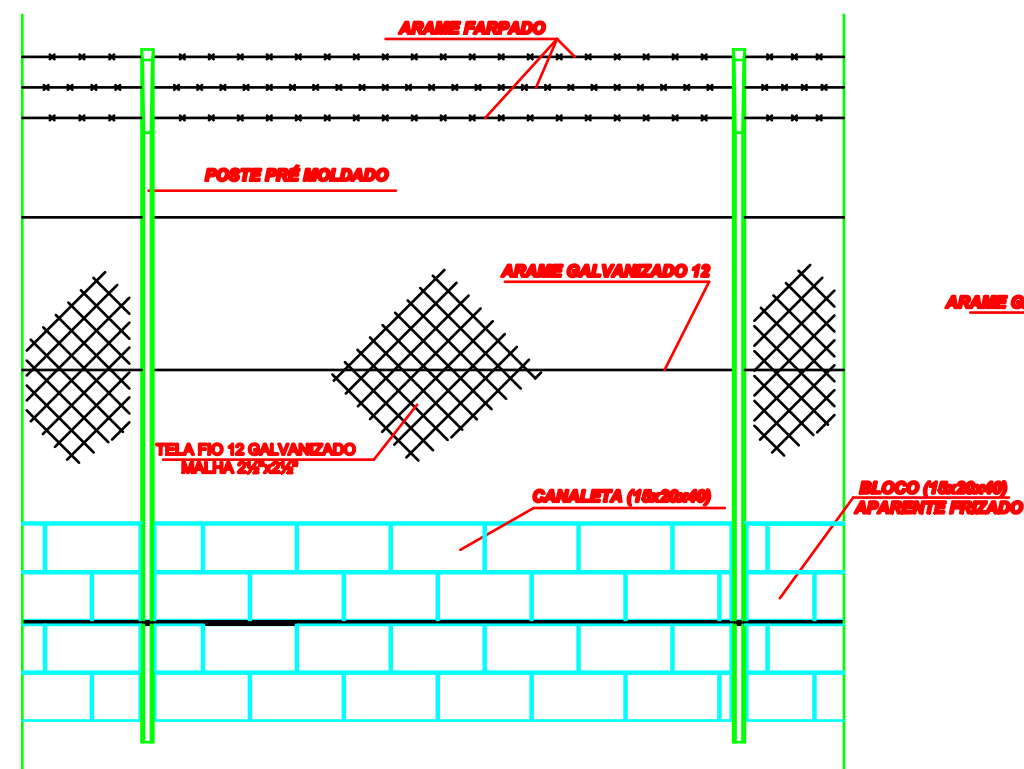 ARAME FARPADO
POSTE PRÉ MOLDADO
ARAME GALVANIZADO 12
ARAME
TELA FIO 12 GALVANIZADO
MALHA 2½"x2½"
CANALETA (15x20x40)
BLOCO (15x20x40)
APARENTE FRIZADO